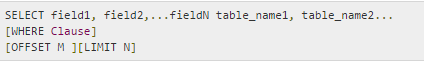 SELECT field1, field2,...fieldN table_name1, table_name2...
[WHERE Clause]
[OFFSET M ][LIMIT N]